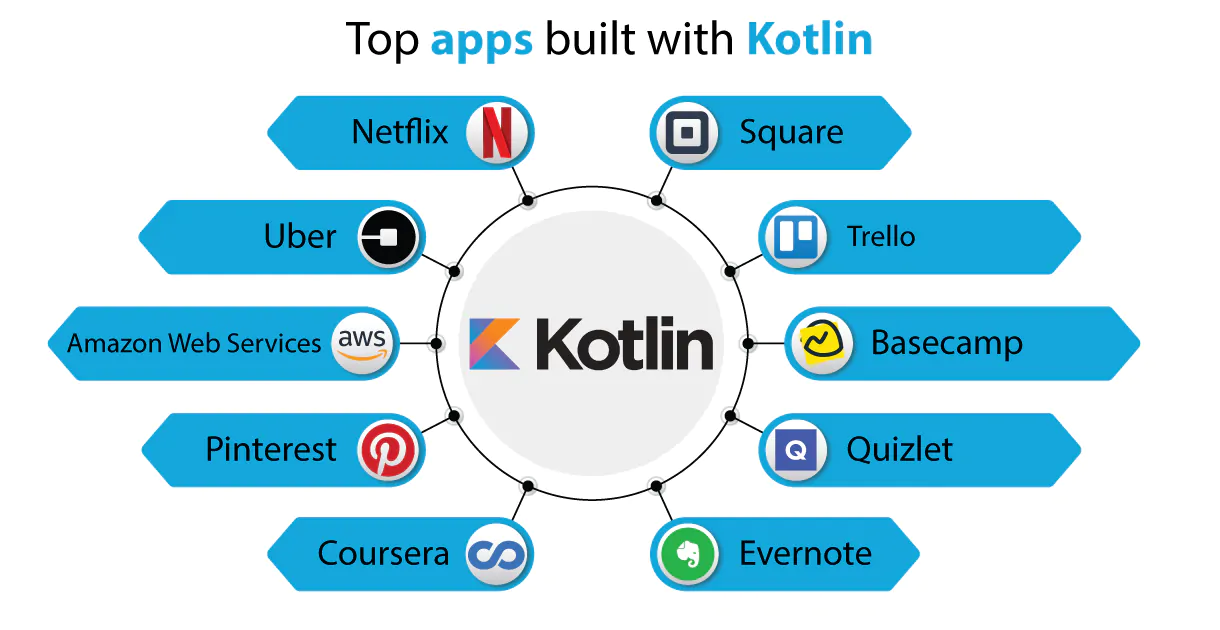 Top apps built with Kotlin
Netflix
N
Square
Uber
Trello
Amazon Web Services
aws
Kotlin
Basecamp
Pinterest
Quizlet
Q
Coursera
Evernote